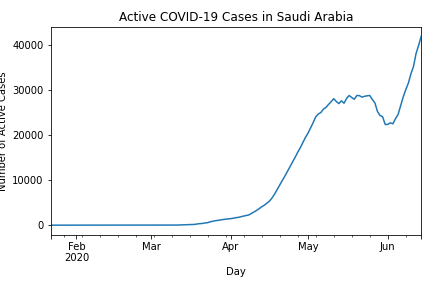 Active COVID-19 Cases in Saudi Arabia
Number of Active Cases
40000
30000
20000
10000
0
Feb
2020
Mar
Apr
May
Jun
Day